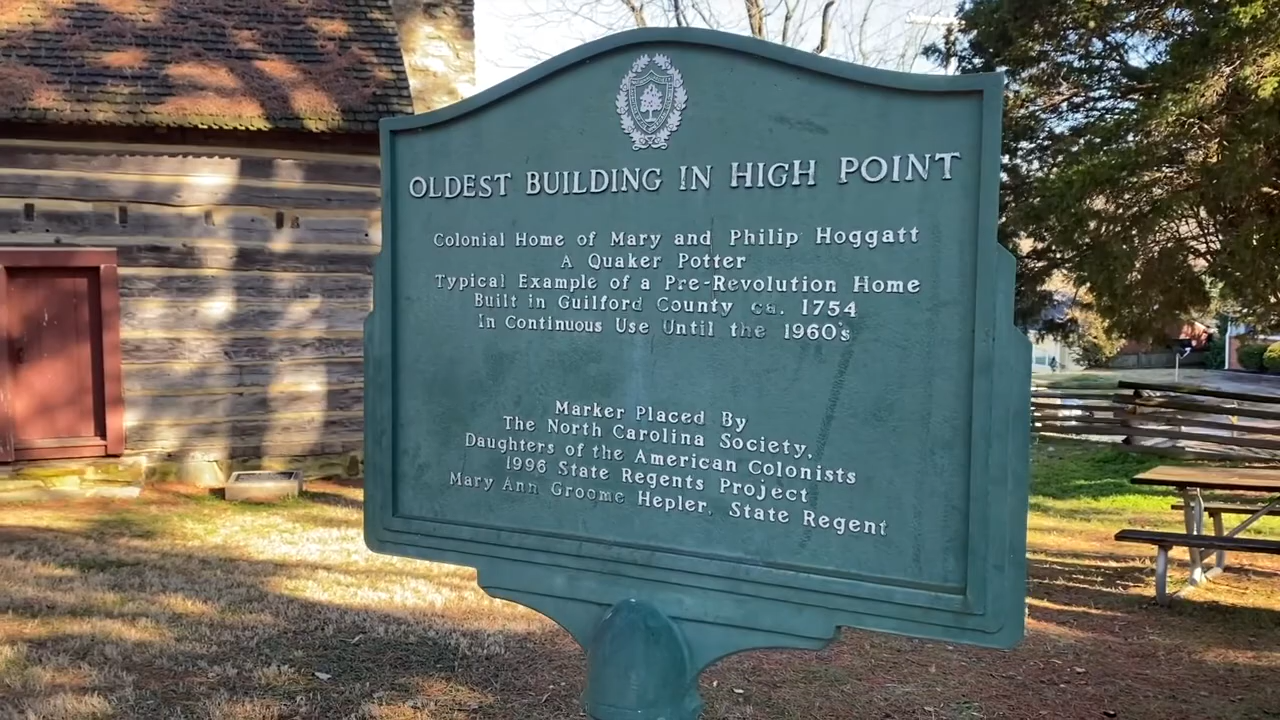 OLDEST BUILDING IN HIGH POINT
Colonial Home of Mary and Philip Hoggatt
A Quaker Potter
Typical Example of a Pre-Revolution Home
Built in Guilford County ca. 1754
In Continuous Use Until the 1960's
Marker Placed By
The North Carolina Society,
Daughters of the American Colonists
1996 State Regents Project
Mary Ann Groome Hepler, State Regent